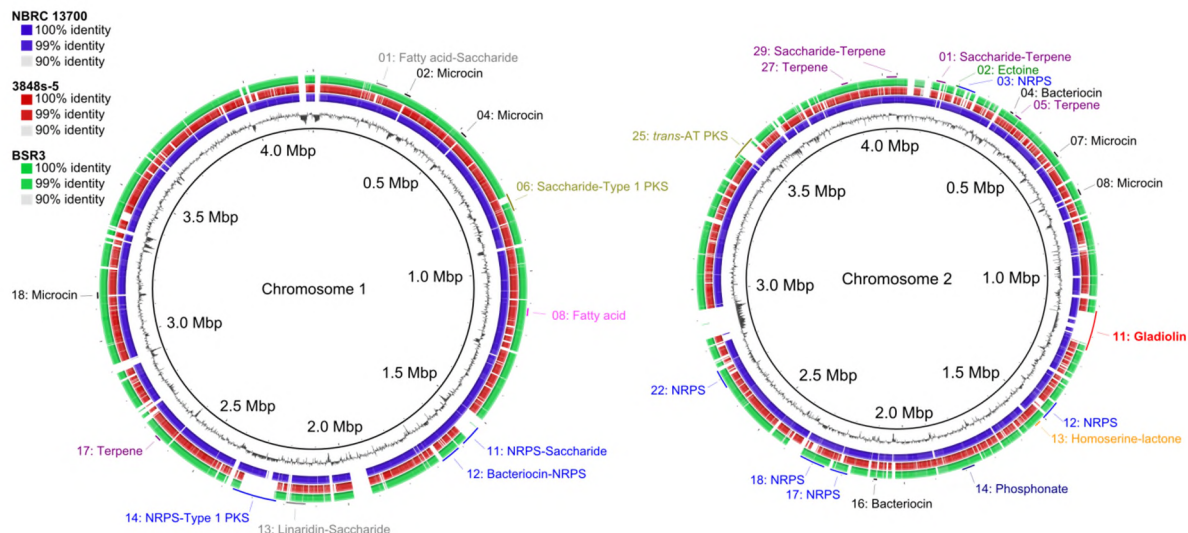 NBRC 13700
100% identity
99% identity
90% identity
3848s-5
100% identity
99% identity
90% identity
BSR3
100% identity
99% identity
90% identity
01: Fatty acid-Saccharide
02: Microcin
04: Microcin
06: Saccharide-Type 1 PKS
08: Fatty acid
11: NRPS-Saccharide
12: Bacteriocin-NRPS
13: Linaridin-Saccharide
14: NRPS-Type 1 PKS
17: Terpene
18: Microcin
4.0 Mbp
0.5 Mbp
1.0 Mbp
1.5 Mbp
2.0 Mbp
2.5 Mbp
3.0 Mbp
3.5 Mbp
Chromosome 1
29: Saccharide-Terpene
27: Terpene
25: trans-AT PKS
01: Saccharide-Terpene
02: Ectoine
03: NRPS
04: Bacteriocin
05: Terpene
07: Microcin
08: Microcin
11: Gladiolin
12: NRPS
13: Homoserine-lactone
14: Phosphonate
16: Bacteriocin
17: NRPS
18: NRPS
22: NRPS
4.0 Mbp
0.5 Mbp
1.0 Mbp
1.5 Mbp
2.0 Mbp
2.5 Mbp
3.0 Mbp
3.5 Mbp
Chromosome 2